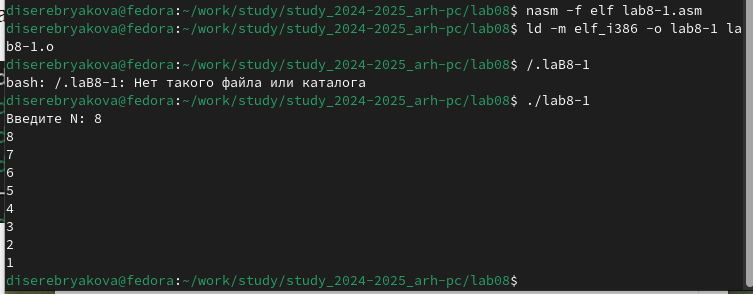 diserebryakova@fedora:~/work/study/study_2024-2025_arh-pc/lab08$ nasm -f elf lab8-1.asm
diserebryakova@fedora:~/work/study/study_2024-2025_arh-pc/lab08$ ld -m elf_i386 -o lab8-1 la
b8-1.o
diserebryakova@fedora:~/work/study/study_2024-2025_arh-pc/lab08$ /.laB8-1
bash: /.laB8-1: Нет такого файла или каталога
diserebryakova@fedora:~/work/study/study_2024-2025_arh-pc/lab08$ ./lab8-1
Введите N: 8
8
7
6
5
4
3
2
1
diserebryakova@fedora:~/work/study/study_2024-2025_arh-pc/lab08$